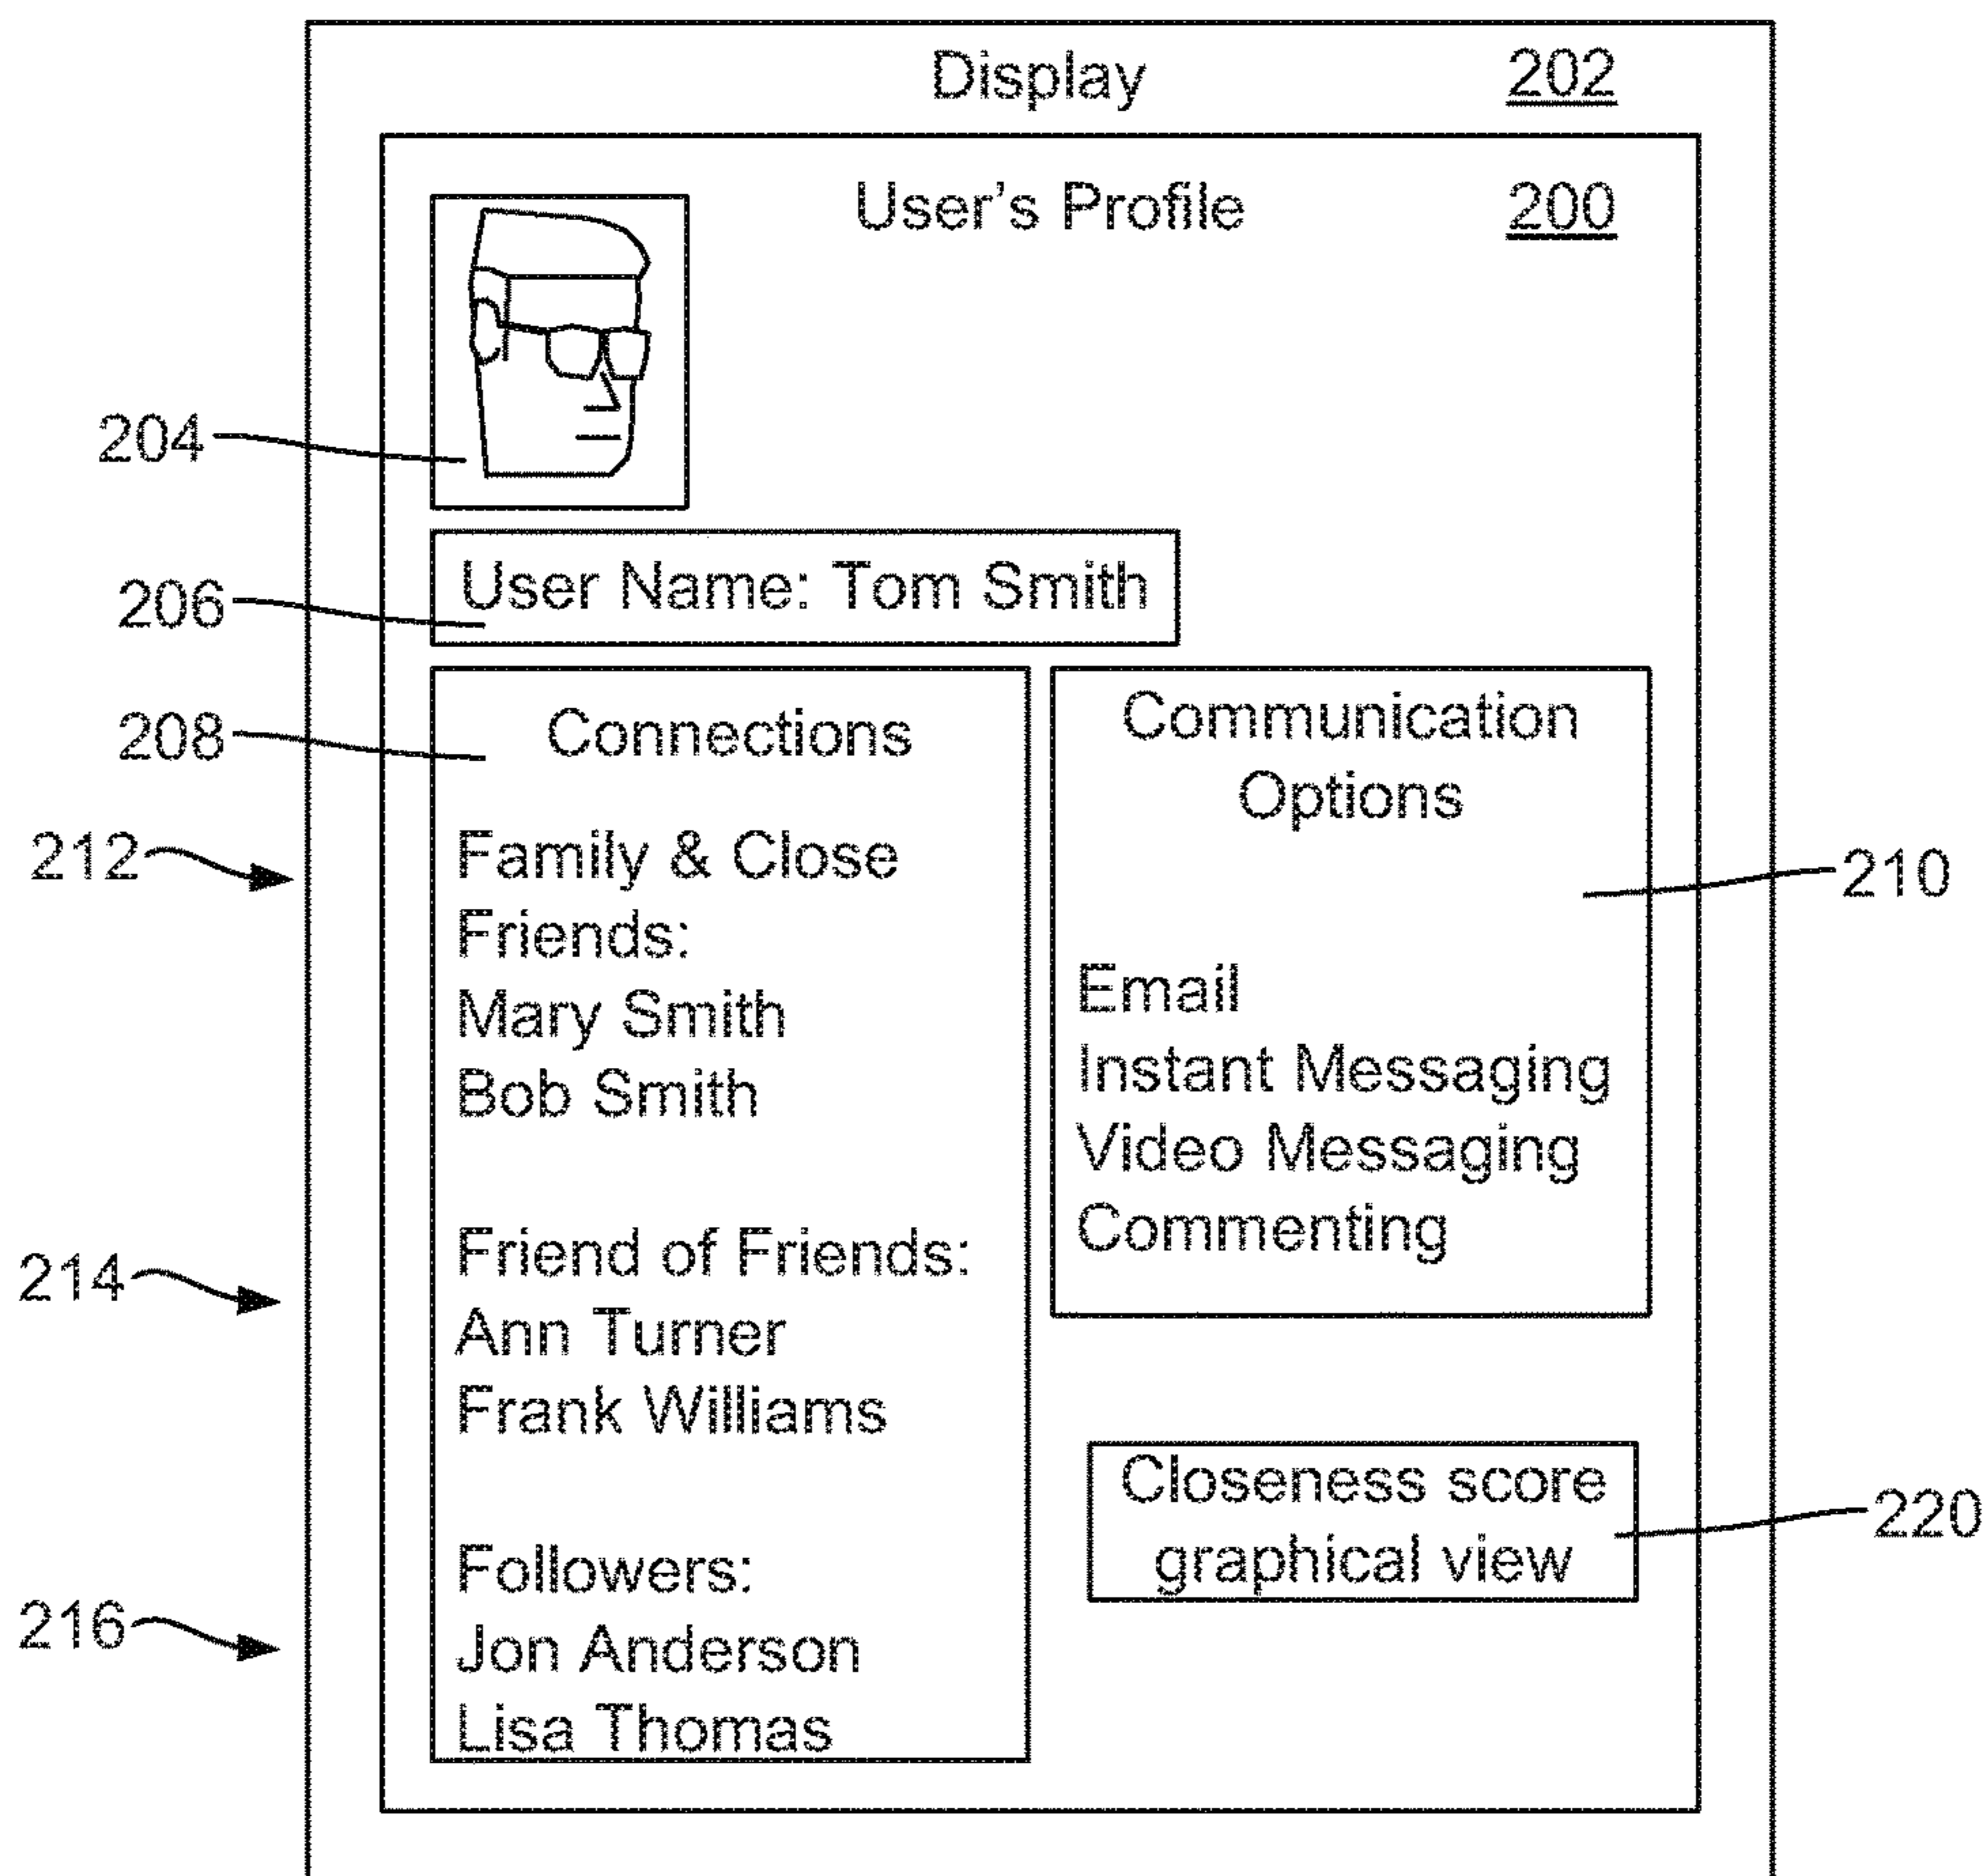 Display 202
User's Profile 200
204
User Name: Tom Smith
206
208
Connections
212
Family & Close
Friends:
Mary Smith
Bob Smith
214
Friend of Friends:
Ann Turner
Frank Williams
216
Followers:
Jon Anderson
Lisa Thomas
Communication
Options
210
Email
Instant Messaging
Video Messaging
Commenting
Closeness score
graphical view
220